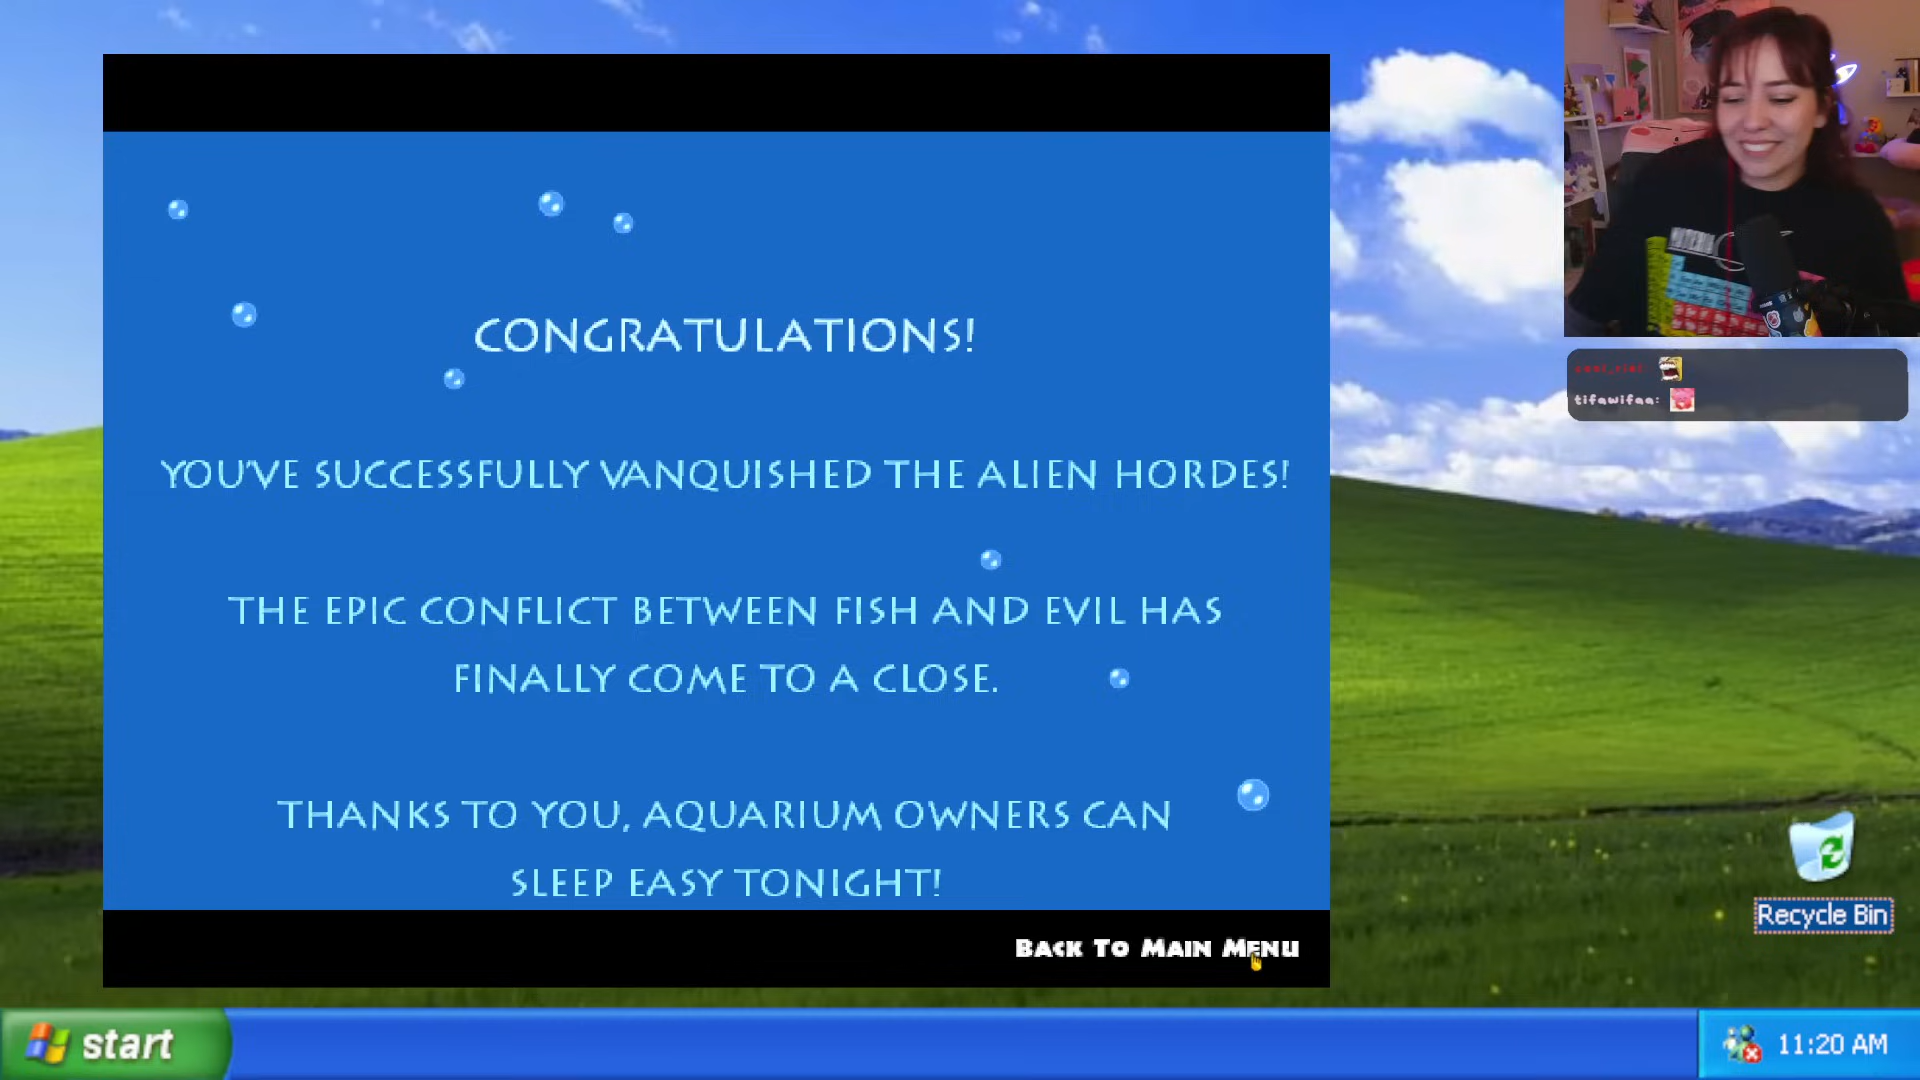 CONGRATULATIONS!
YOU'VE SUCCESSFULLY VANQUISHED THE ALIEN HORDES!
THE EPIC CONFLICT BETWEEN FISH AND EVIL HAS
FINALLY COME TO A CLOSE.
THANKS TO YOU, AQUARIUM OWNERS CAN
SLEEP EASY TONIGHT!
BACK TO MAIN MENU
tifawifaa:
Recycle Bin
start
11:20 AM